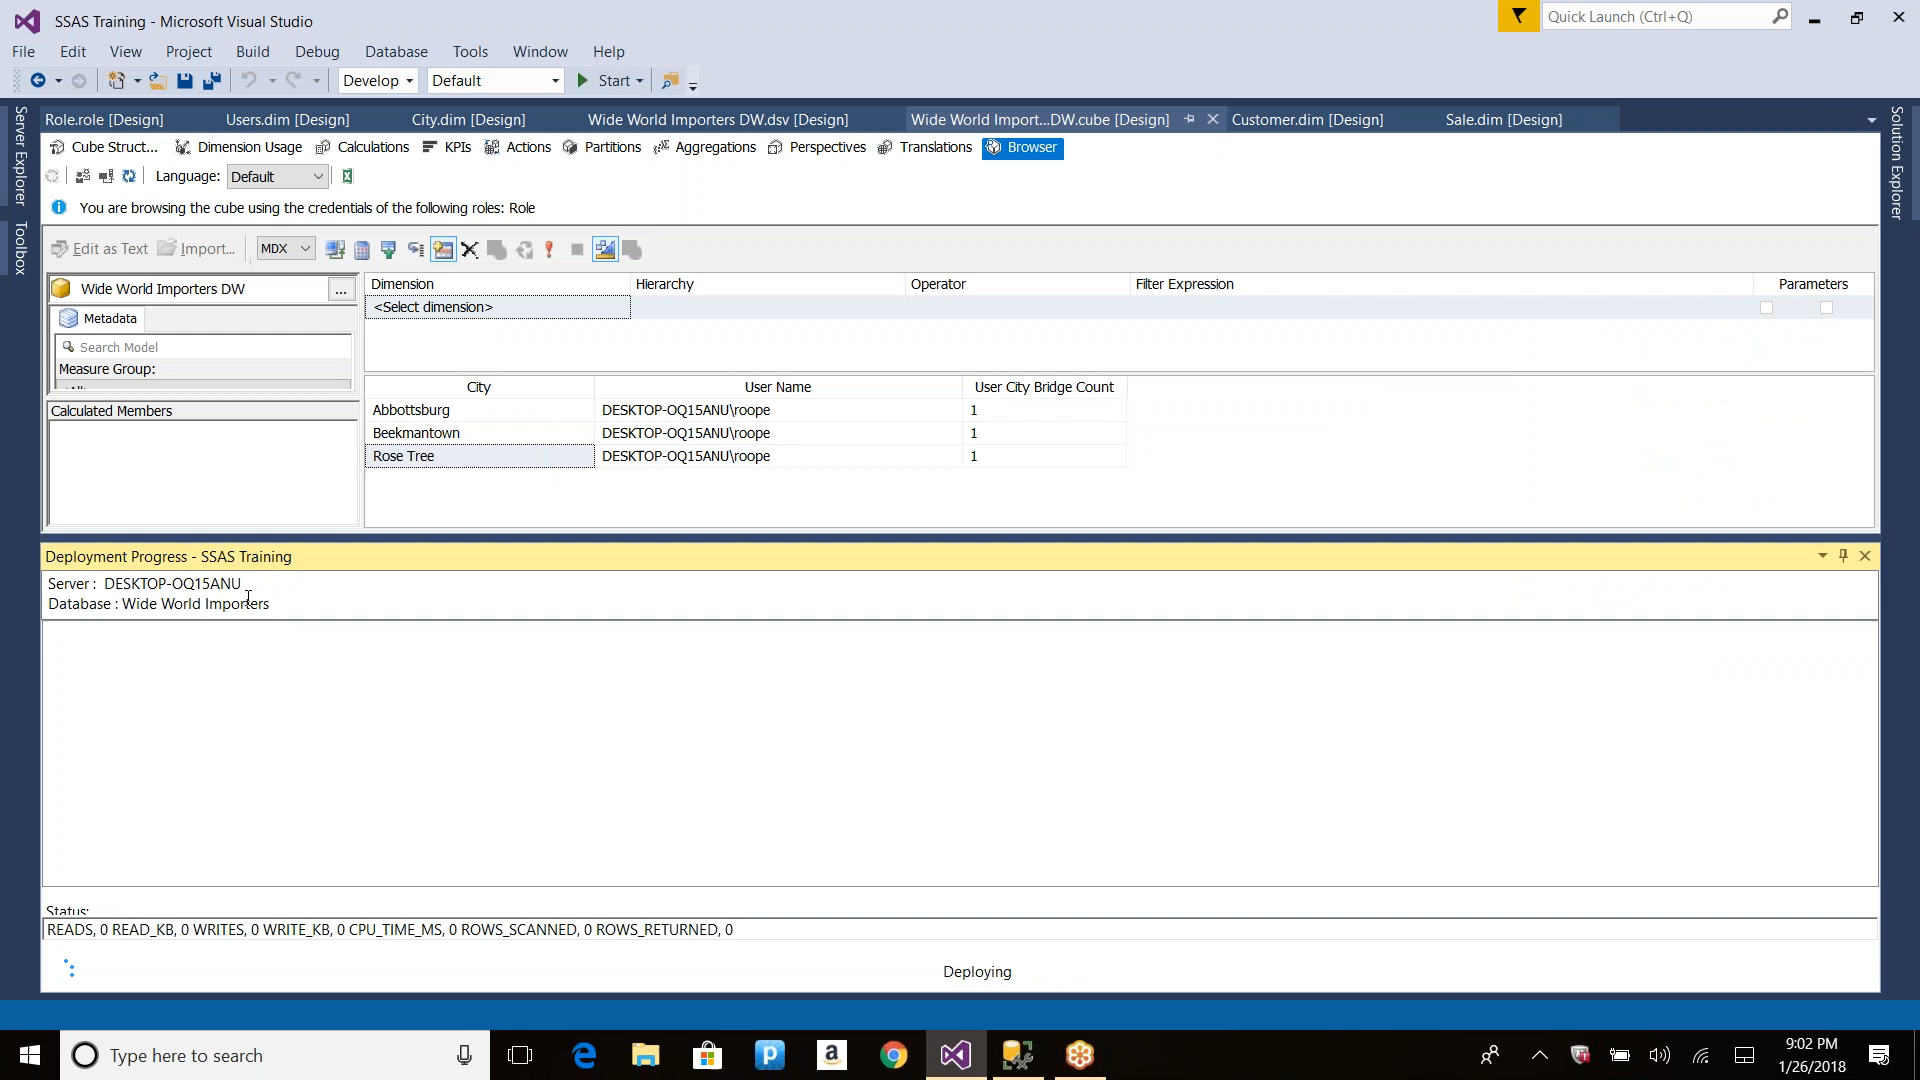 SSAS Training - Microsoft Visual Studio
Quick Launch (Ctrl+Q)
File Edit View Project Build Debug Database Tools Window Help
Develop Default Start
Server Explorer
Toolbox
Solution Explorer
Role.role [Design] Users.dim [Design] City.dim [Design] Wide World Importers DW.dsv [Design] Wide World Import...DW.cube [Design] Customer.dim [Design] Sale.dim [Design]
Cube Struct... Dimension Usage Calculations KPIs Actions Partitions Aggregations Perspectives Translations Browser
Language: Default
You are browsing the cube using the credentials of the following roles: Role
Edit as Text Import... MDX
Wide World Importers DW ...
Metadata
Search Model
Measure Group:
Calculated Members
Dimension Hierarchy Operator Filter Expression Parameters
<Select dimension>
City User Name User City Bridge Count
Abbottsburg DESKTOP-OQ15ANU\roope 1
Beekmantown DESKTOP-OQ15ANU\roope 1
Rose Tree DESKTOP-OQ15ANU\roope 1
Deployment Progress - SSAS Training
Server : DESKTOP-OQ15ANU
Database : Wide World Importers
Status:
READS, 0 READ_KB, 0 WRITES, 0 WRITE_KB, 0 CPU_TIME_MS, 0 ROWS_SCANNED, 0 ROWS_RETURNED, 0
Deploying
Type here to search
9:02 PM
1/26/2018